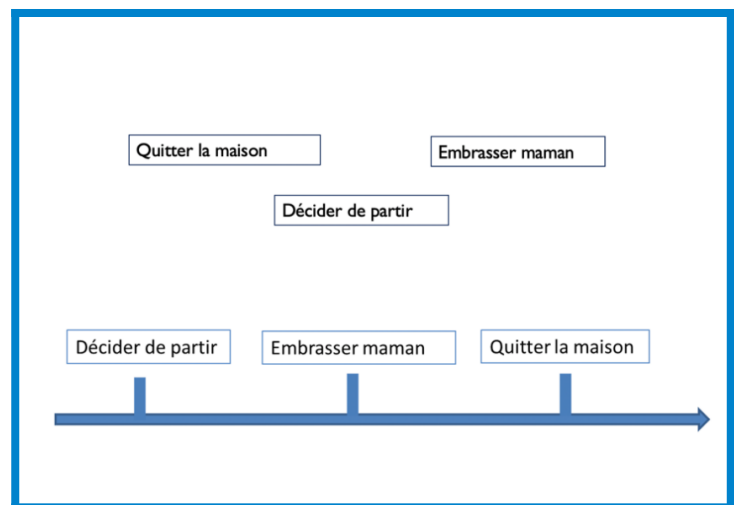 Quitter la maison
Embrasser maman
Décider de partir
Décider de partir
Embrasser maman
Quitter la maison